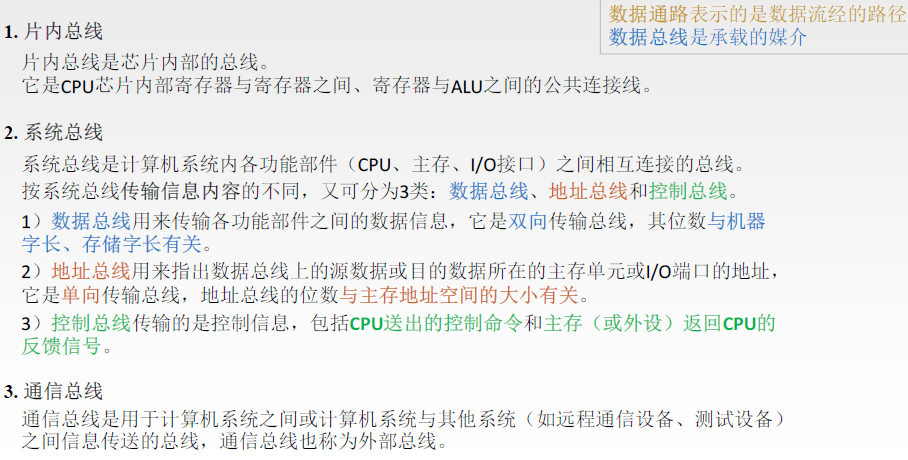 数据通路表示的是数据流经的路径
数据总线是承载的媒介
1. 片内总线
片内总线是芯片内部的总线。
它是CPU芯片内部寄存器与寄存器之间、寄存器与ALU之间的公共连接线。
2. 系统总线
系统总线是计算机系统内各功能部件（CPU、主存、I/O接口）之间相互连接的总线。
按系统总线传输信息内容的不同，又可分为3类：数据总线、地址总线和控制总线。
1）数据总线用来传输各功能部件之间的数据信息，它是双向传输总线，其位数与机器
字长、存储字长有关。
2）地址总线用来指出数据总线上的源数据或目的数据所在的主存单元或I/O端口的地址，
它是单向传输总线，地址总线的位数与主存地址空间的大小有关。
3）控制总线传输的是控制信息，包括CPU送出的控制命令和主存（或外设）返回CPU的
反馈信号。
3. 通信总线
通信总线是用于计算机系统之间或计算机系统与其他系统（如远程通信设备、测试设备）
之间信息传送的总线，通信总线也称为外部总线。